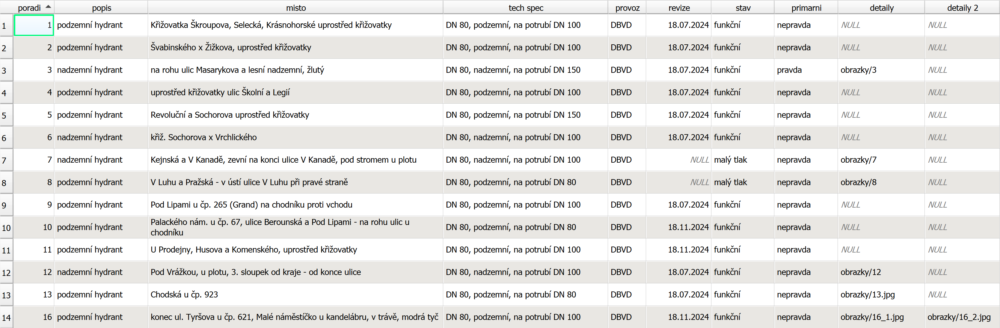 poradi popis misto tech spec provoz revize stav primarni detaily detaily 2
1 1 podzemní hydrant Křižovatka Škroupova, Selecká, Krásnohorské uprostřed křižovatky DN 80, podzemní, na potrubí DN 100 DBVD 18.07.2024 funkční nepravda NULL NULL
2 2 podzemní hydrant Švabinského x Žižkova, uprostřed křižovatky DN 80, podzemní, na potrubí DN 100 DBVD 18.07.2024 funkční nepravda NULL NULL
3 3 nadzemní hydrant na rohu ulic Masarykova a lesní nadzemní, žlutý DN 80, nadzemní, na potrubí DN 150 DBVD 18.07.2024 funkční pravda obrazky/3 NULL
4 4 podzemní hydrant uprostřed křižovatky ulic Školní a Legií DN 80, podzemní, na potrubí DN 100 DBVD 18.07.2024 funkční nepravda NULL NULL
5 5 podzemní hydrant Revoluční a Sochorova uprostřed křižovatky DN 80, podzemní, na potrubí DN 150 DBVD 18.07.2024 funkční nepravda NULL NULL
6 6 nadzemní hydrant křiž. Sochorova x Vrchlického DN 80, nadzemní, na potrubí DN 100 DBVD 18.07.2024 funkční nepravda NULL NULL
7 7 nadzemní hydrant Kejnská a V Kanadě, zevní na konci ulice V Kanadě, pod stromem u plotu DN 80, nadzemní, na potrubí DN 100 DBVD NULL malý tlak nepravda obrazky/7 NULL
8 8 podzemní hydrant V Luhu a Pražská - v ústí ulice V Luhu při pravé straně DN 80, podzemní, na potrubí DN 80 DBVD NULL malý tlak nepravda obrazky/8 NULL
9 9 podzemní hydrant Pod Lipami u čp. 265 (Grand) na chodníku proti vchodu DN 80, podzemní, na potrubí DN 100 DBVD 18.07.2024 funkční nepravda NULL NULL
10 10 podzemní hydrant Palackého nám. u čp. 67, ulice Berounská a Pod Lipami - na rohu ulic u
chodníku DN 80, podzemní, na potrubí DN 80 DBVD 18.11.2024 funkční nepravda NULL NULL
11 11 podzemní hydrant U Prodejny, Husova a Komenského, uprostřed křižovatky DN 80, podzemní, na potrubí DN 100 DBVD 18.11.2024 funkční nepravda NULL NULL
12 12 nadzemní hydrant Pod Vrážkou, u plotu, 3. sloupek od kraje - od konce ulice DN 80, nadzemní, na potrubí DN 100 DBVD 18.07.2024 funkční nepravda obrazky/12 NULL
13 13 podzemní hydrant Chodská u čp. 923 DN 80, podzemní, na potrubí DN 80 DBVD 18.07.2024 funkční nepravda obrazky/13.jpg NULL
14 16 podzemní hydrant konec ul. Tyršova u čp. 621, Malé náměstíčko u kandelábru, v trávě, modrá tyč DN 80, podzemní, na potrubí DN 100 DBVD 18.11.2024 funkční nepravda obrazky/16_1.jpg obrazky/16_2.jpg